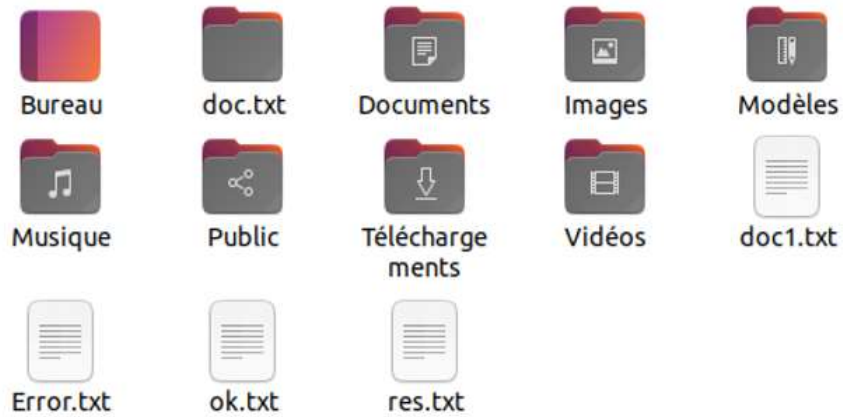 Bureau doc.txt Documents Images Modèles
Musique Public Télécharge Vidéos doc1.txt
ments
Error.txt ok.txt res.txt